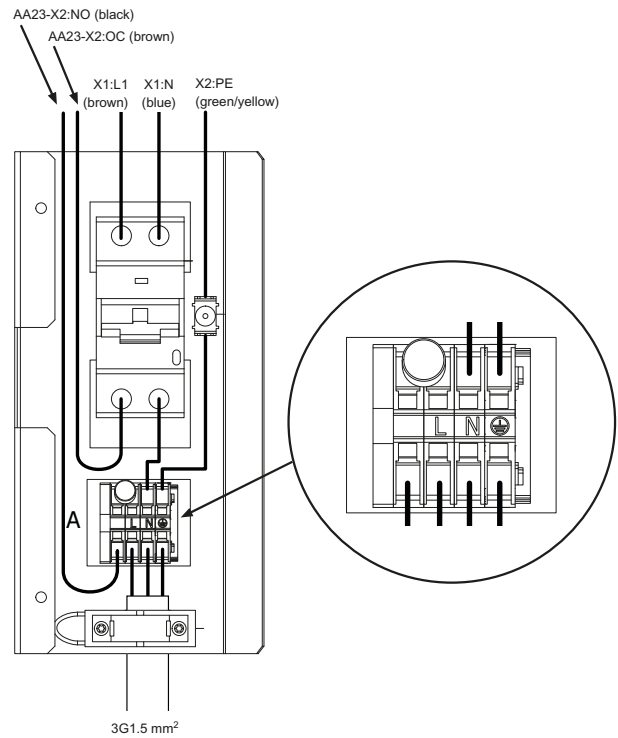 AA23-X2:NO (black)
AA23-X2:OC (brown)
X1:L1 X1:N X2:PE
(brown) (blue) (green/yellow)
L N
A L N
3G1.5 mm²